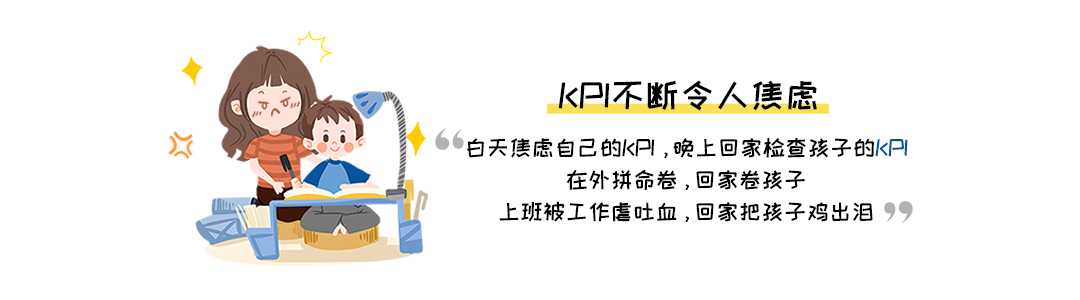 KPI不断令人焦虑
“白天焦虑自己的KPI，晚上回家检查孩子的KPI
在外拼命卷，回家卷孩子
上班被工作虐吐血，回家把孩子鸡出泪”